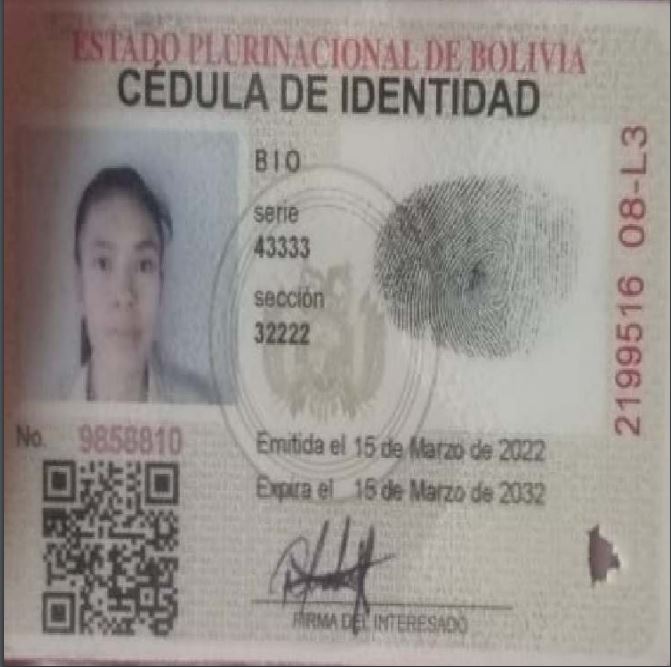 ESTADO PLURINACIONAL DE BOLIVIA
CÉDULA DE IDENTIDAD
BIO
serie
43333
sección
32222
2199516 08-L3
No. 9858810
Emitida el 15 de Marzo de 2022
Expira el 15 de Marzo de 2032
FIRMA DEL INTERESADO